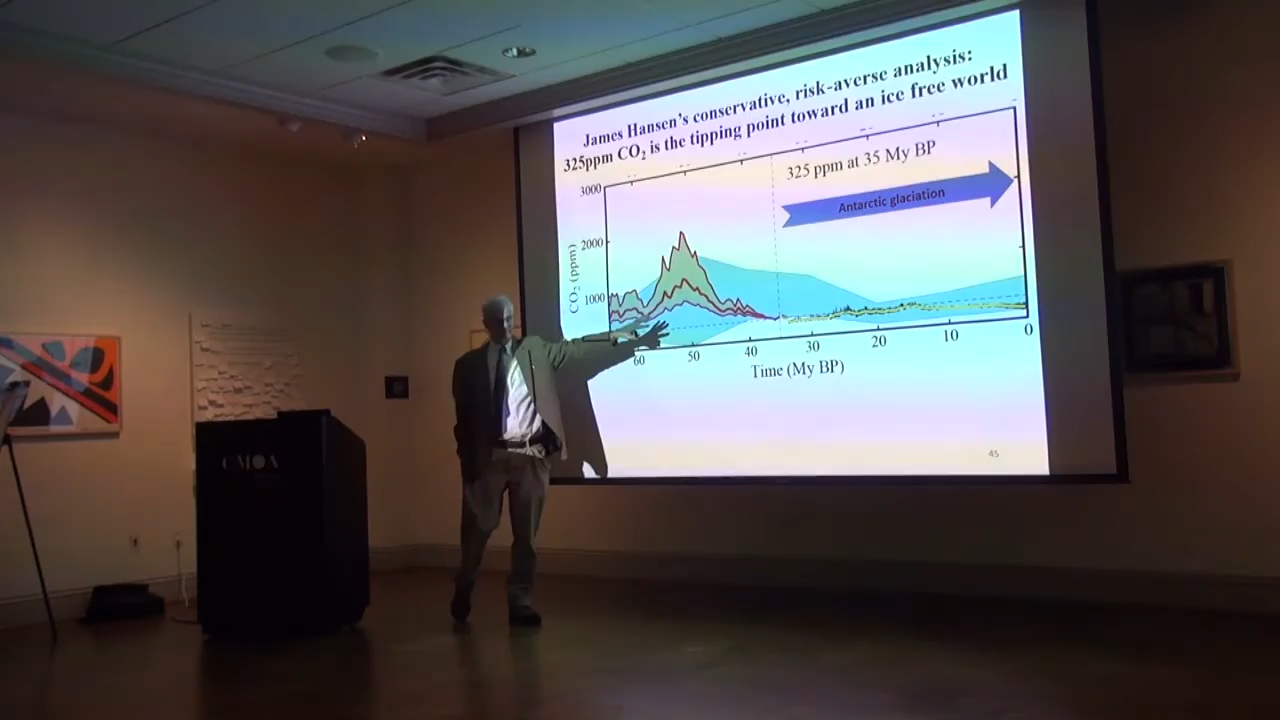 James Hansen's conservative, risk-averse analysis:
325ppm CO₂ is the tipping point toward an ice free world
325 ppm at 35 My BP
Antarctic glaciation
3000
2000
1000
CO₂ (ppm)
60
50
40
30
20
10
0
Time (My BP)
45
CMOA